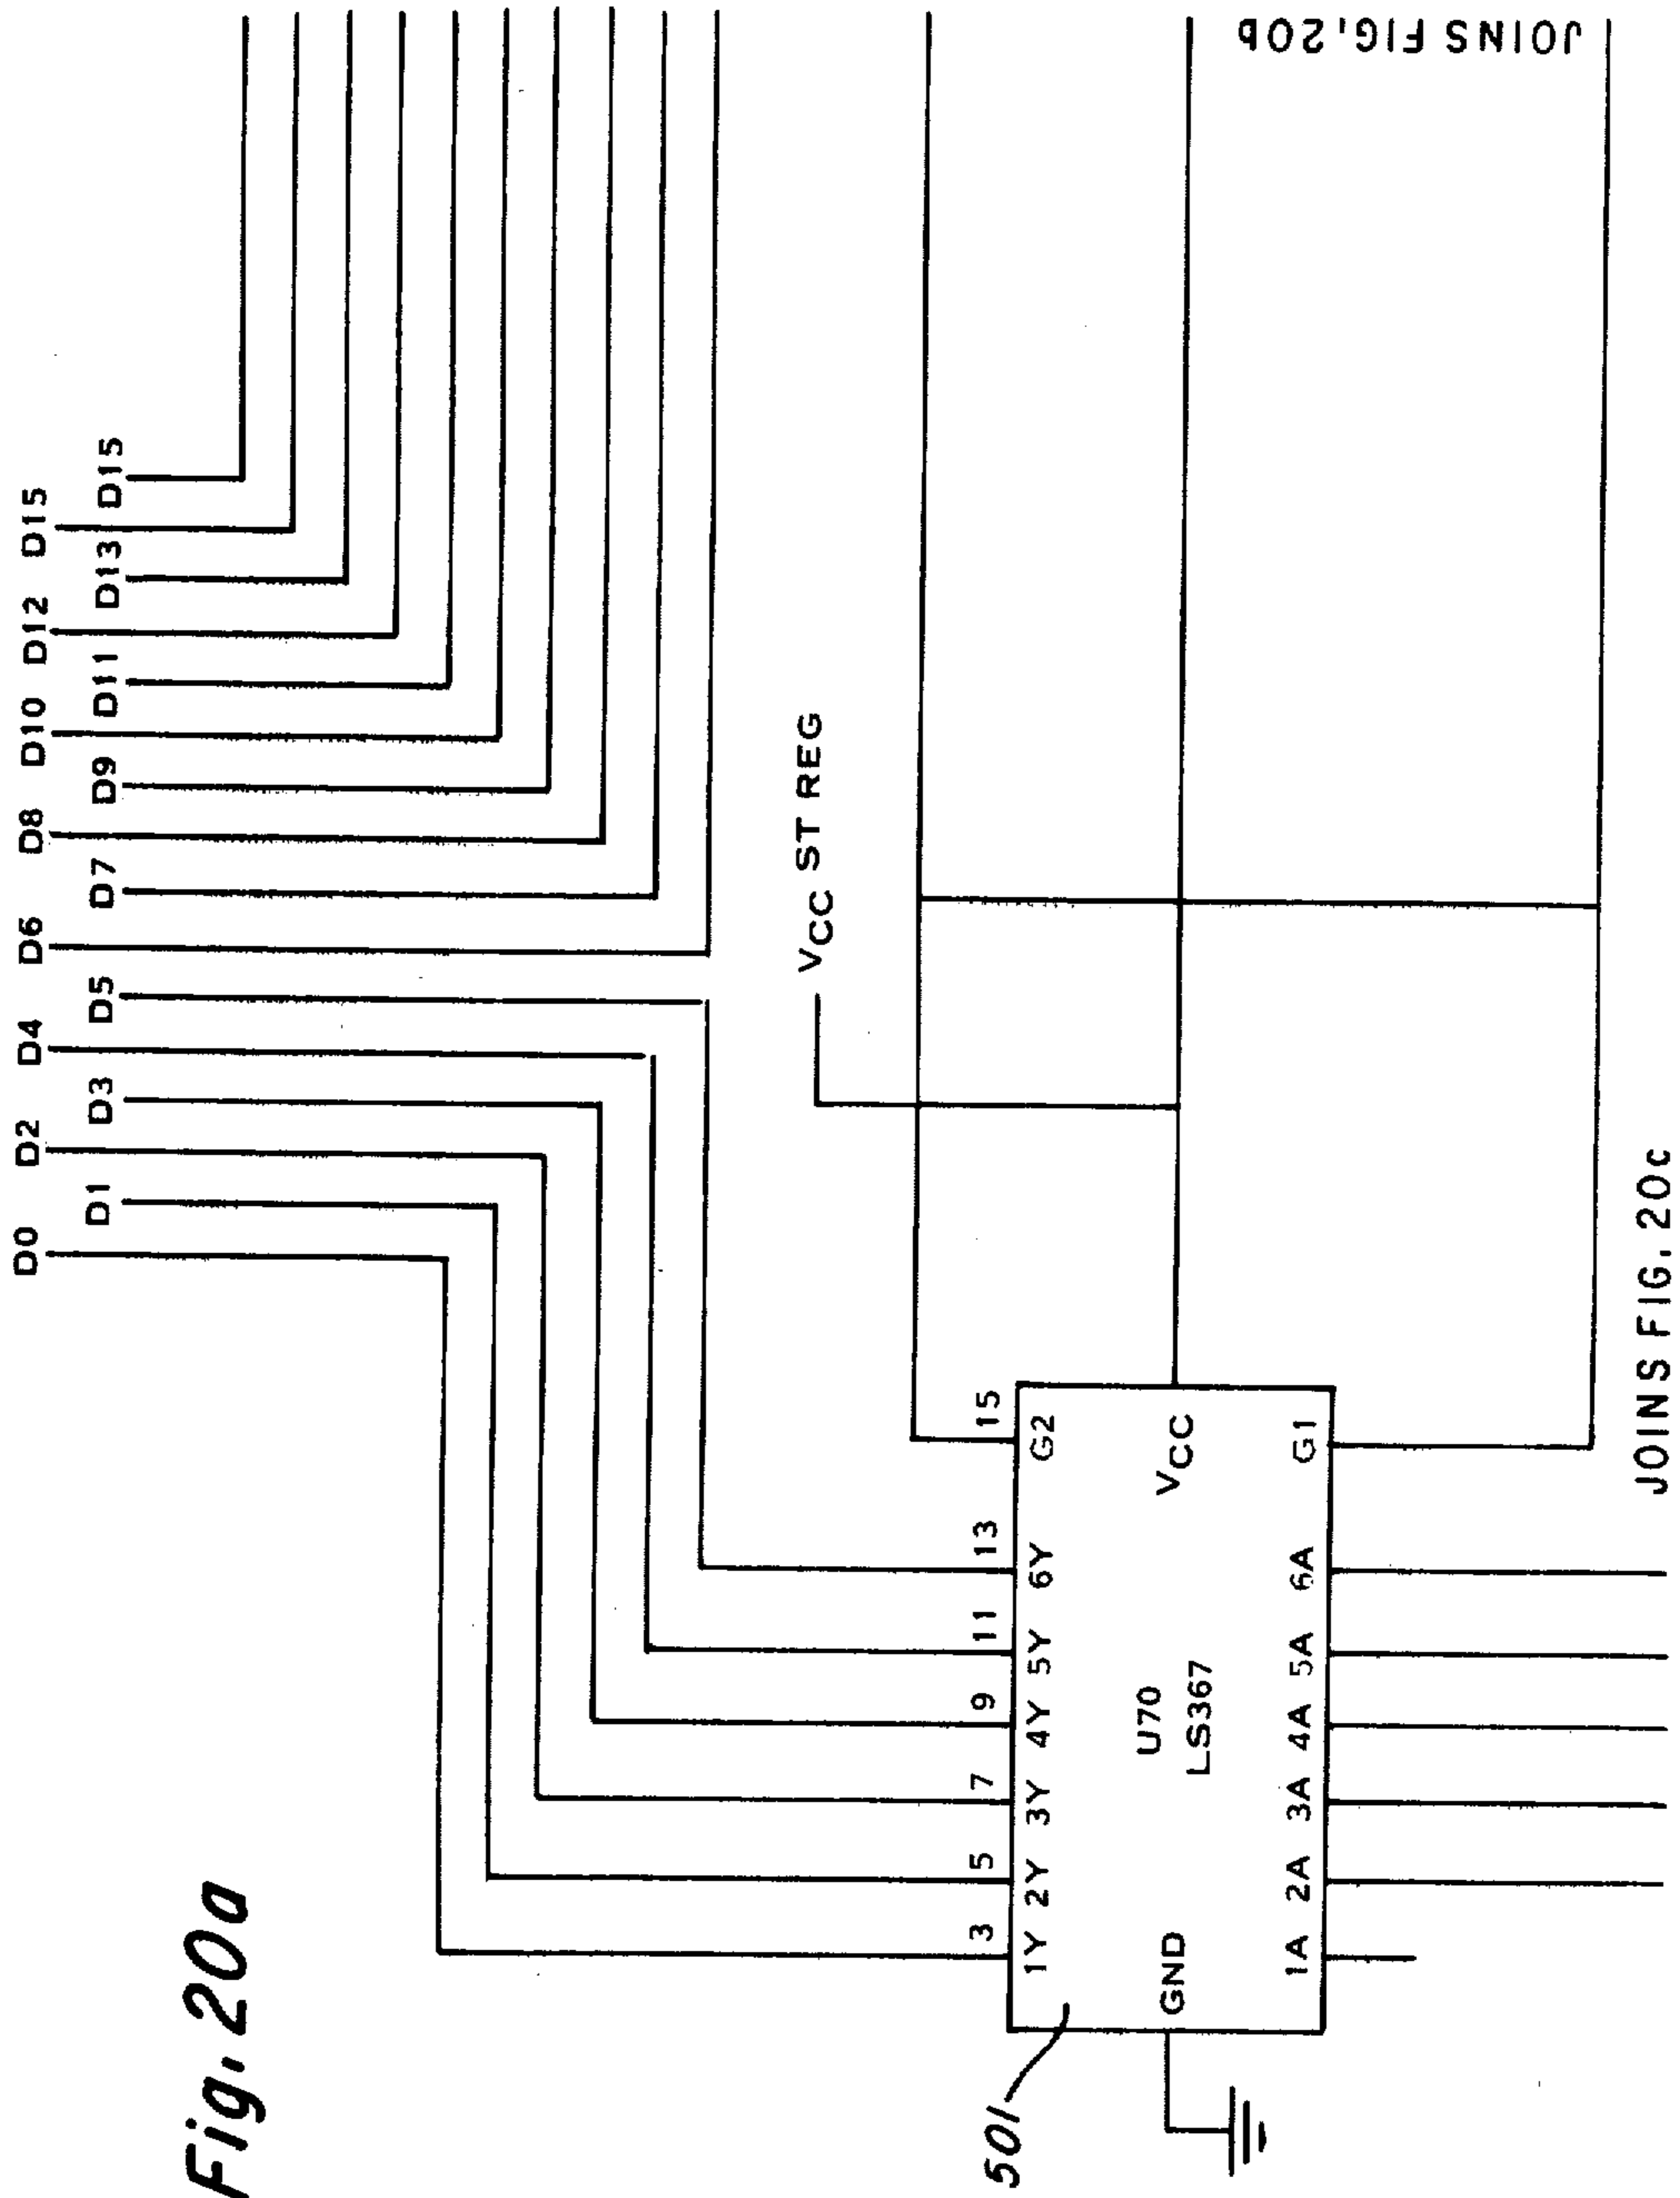 Fig. 20a
D0 D2 D4 D6 D8 D10 D12 D15
D1 D3 D5 D7 D9 D11 D13 D15
VCC ST REG
501
3 5 7 9 11 13 15
1Y 2Y 3Y 4Y 5Y 6Y G2
GND
U70
LS367
VCC
1A 2A 3A 4A 5A 6A G1
JOINS FIG. 20c
JOINS FIG. 20b